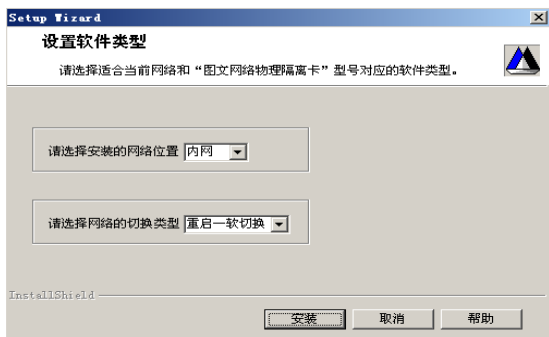 Setup Wizard
设置软件类型
请选择适合当前网络和“图文网络物理隔离卡”型号对应的软件类型。
请选择安装的网络位置 内网
请选择网络的切换类型 重启—软切换
InstallShield
安装 取消 帮助